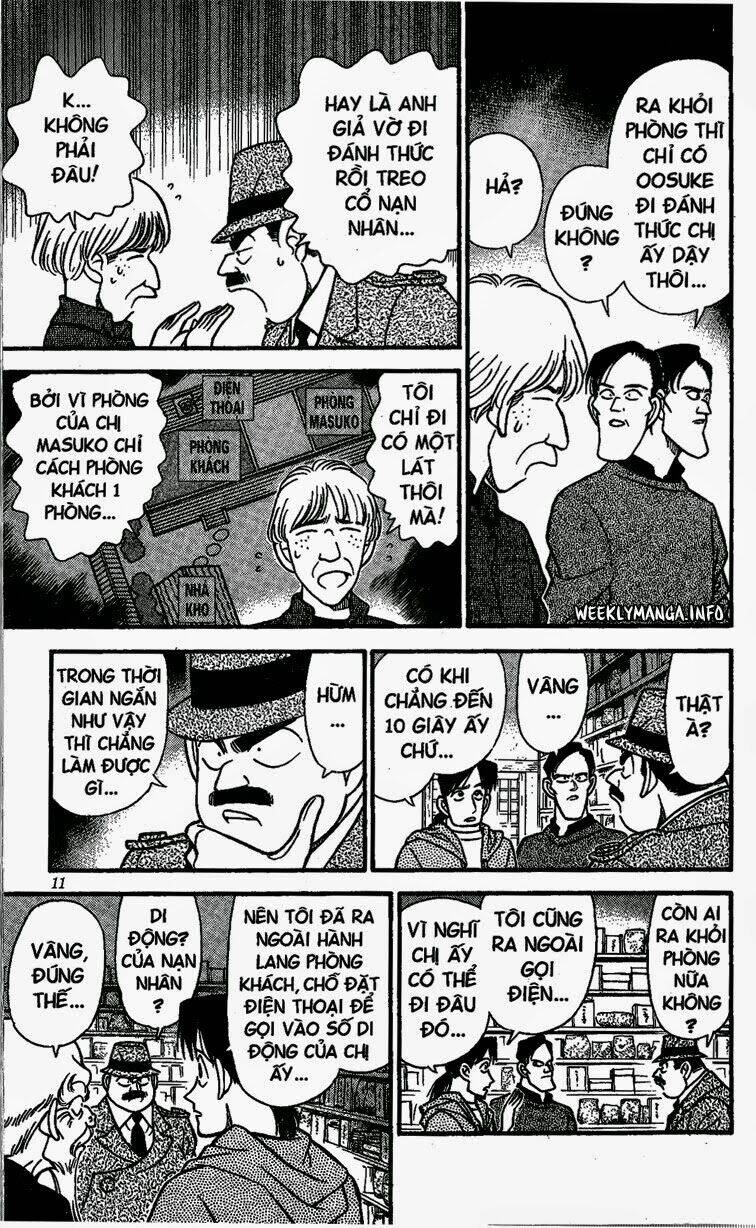 RA KHỎI
PHÒNG THÌ
CHỈ CÓ
OOSUKE
ĐI ĐÁNH
THỨC CHỊ
ẤY DẬY
THÔI...
ĐÚNG
KHÔNG
?
HẢ?
WEEKLYMANGA.INFO
HAY LÀ ANH
GIẢ VỜ ĐI
ĐÁNH THỨC
RỒI TREO
CỔ NẠN
NHÂN...
K...
KHÔNG
PHẢI
ĐÂU!
TÔI
CHỈ ĐI
CÓ MỘT
LÁT
THÔI
MÀ!
BỞI VÌ PHÒNG
CỦA CHỊ
MASUKO CHỈ
CÁCH PHÒNG
KHÁCH 1
PHÒNG...
ĐIỆN
THOẠI
PHÒNG
MASUKO
PHÒNG
KHÁCH
NHÀ
KHO
THẬT
À?
VÂNG
...
CÓ KHI
CHẲNG ĐẾN
10 GIÂY ẤY
CHỨ...
HỪM
...
TRONG THỜI
GIAN NGẮN
NHƯ VẬY
THÌ CHẲNG
LÀM ĐƯỢC
GÌ...
11
CÒN AI
RA KHỎI
PHÒNG
NỮA
KHÔNG
?
TÔI CŨNG
RA NGOÀI
GỌI
ĐIỆN...
VÌ NGHĨ
CHỊ ẤY
CÓ THỂ
ĐI ĐÂU
ĐÓ...
NÊN TÔI ĐÃ RA
NGOÀI HÀNH
LANG PHÒNG
KHÁCH, CHỔ ĐẶT
ĐIỆN THOẠI ĐỂ
GỌI VÀO SỐ DI
ĐỘNG CỦA CHỊ
ẤY...
DI
ĐỘNG?
CỦA NẠN
NHÂN
?
VÂNG,
ĐÚNG
THẾ...